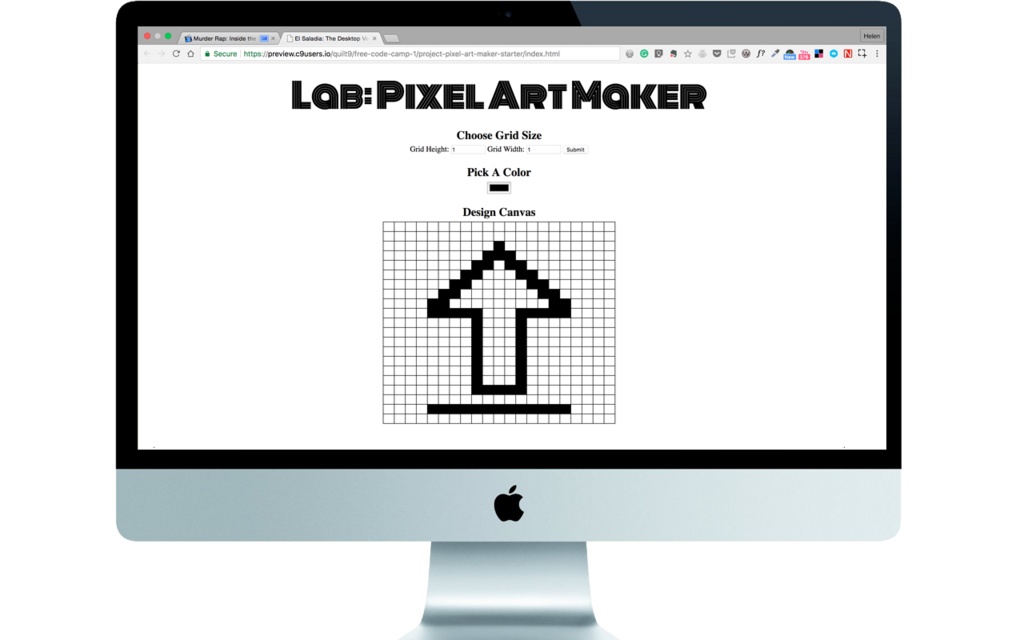 Murder Rap: Inside the
El Saladia: The Desktop V
Helen
Secure https://preview.c9users.io/quilt9/free-code-camp-1/project-pixel-art-maker-starter/index.html
f?
New
Lab: Pixel Art Maker
Choose Grid Size
Grid Height: 1 Grid Width: 1 Submit
Pick A Color
Design Canvas